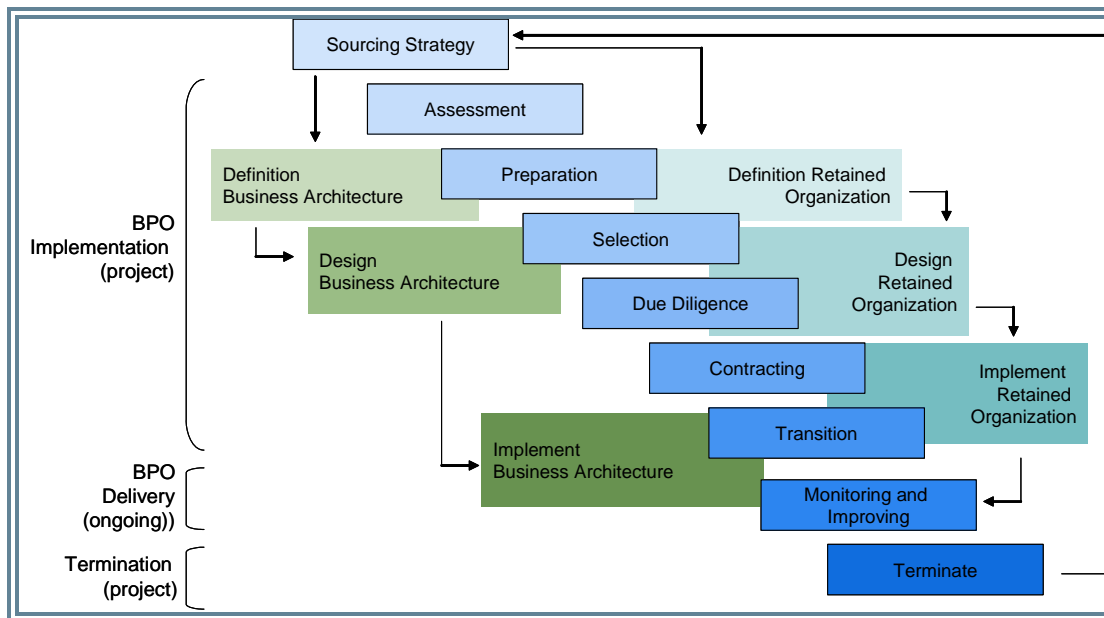 Sourcing Strategy
Assessment
Definition
Business Architecture
Preparation
Definition Retained
Organization
BPO
Implementation
(project)
Selection
Design
Business Architecture
Design
Retained
Organization
Due Diligence
Contracting
Implement
Retained
Organization
Transition
Implement
Business Architecture
BPO
Delivery
(ongoing))
Monitoring and
Improving
Termination
(project)
Terminate